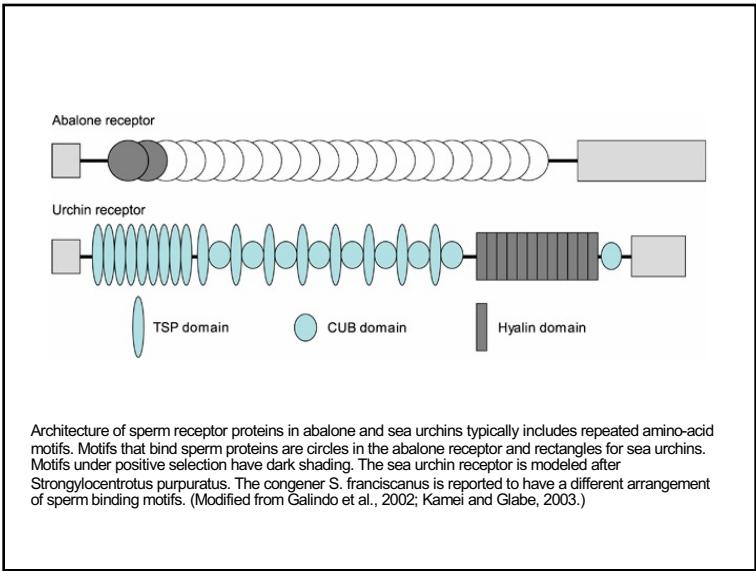 Abalone receptor
Urchin receptor
TSP domain
CUB domain
Hyalin domain
Architecture of sperm receptor proteins in abalone and sea urchins typically includes repeated amino-acid
motifs. Motifs that bind sperm proteins are circles in the abalone receptor and rectangles for sea urchins.
Motifs under positive selection have dark shading. The sea urchin receptor is modeled after
Strongylocentrotus purpuratus. The congener S. franciscanus is reported to have a different arrangement
of sperm binding motifs. (Modified from Galindo et al., 2002; Kamei and Glabe, 2003.)